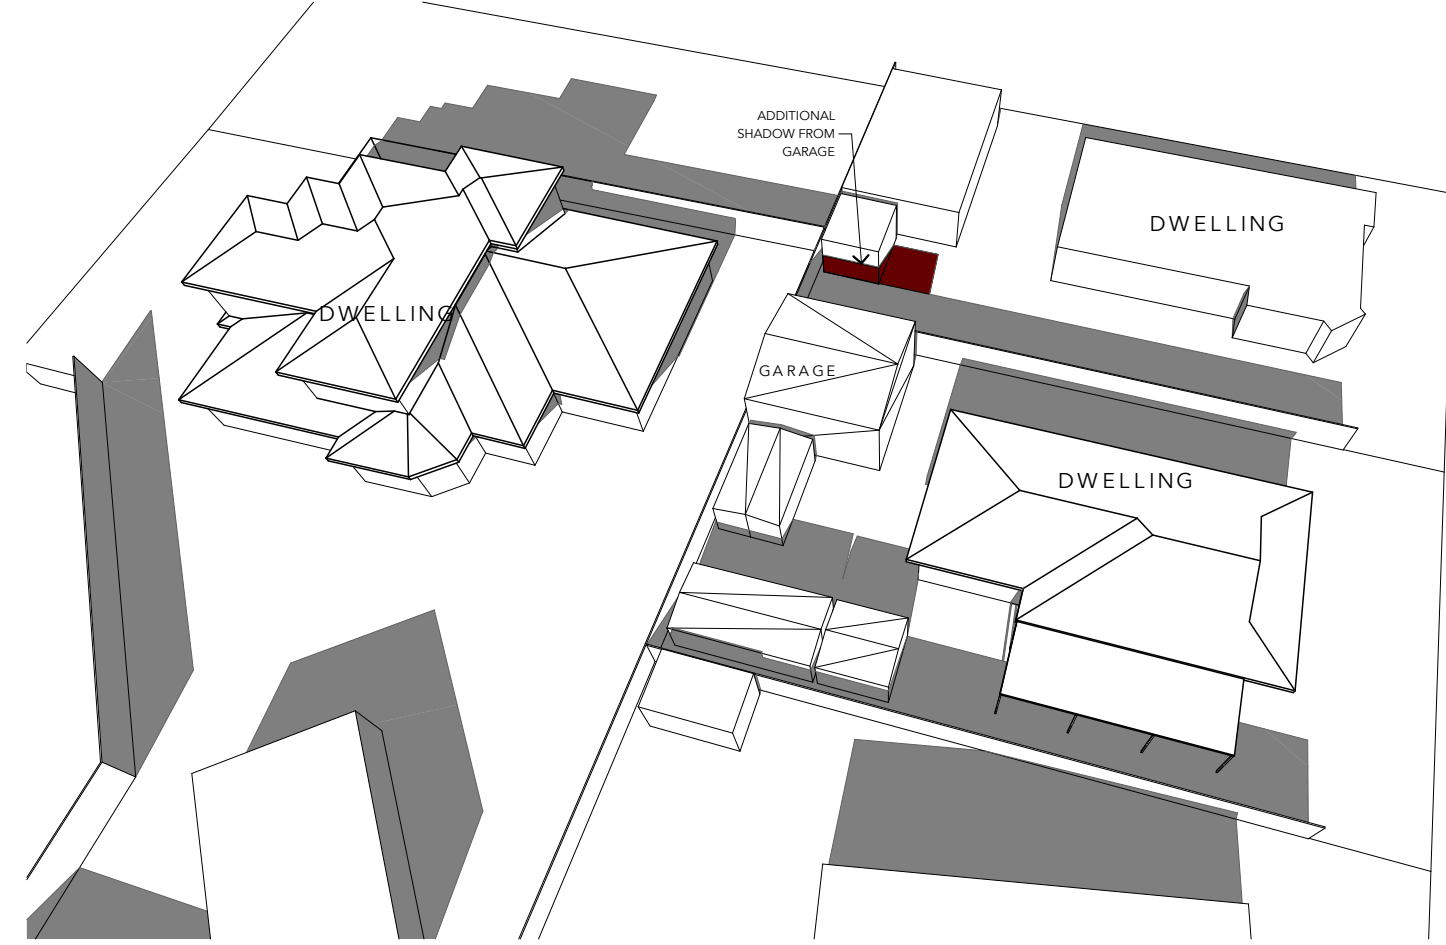 ADDITIONAL
SHADOW FROM
GARAGE
DWELLING
DWELLING
GARAGE
DWELLING